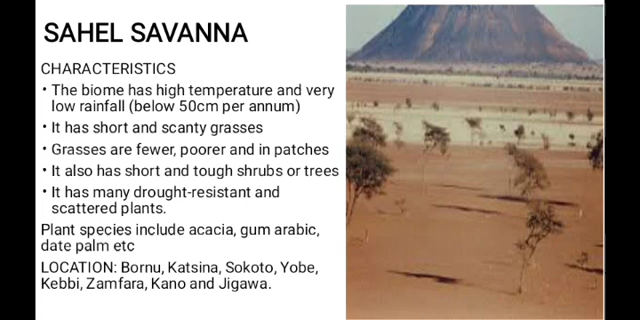 SAHEL SAVANNA
CHARACTERISTICS
• The biome has high temperature and very
low rainfall (below 50cm per annum)
• It has short and scanty grasses
• Grasses are fewer, poorer and in patches
• It also has short and tough shrubs or trees
• It has many drought-resistant and
scattered plants.
Plant species include acacia, gum arabic,
date palm etc
LOCATION: Bornu, Katsina, Sokoto, Yobe,
Kebbi, Zamfara, Kano and Jigawa.